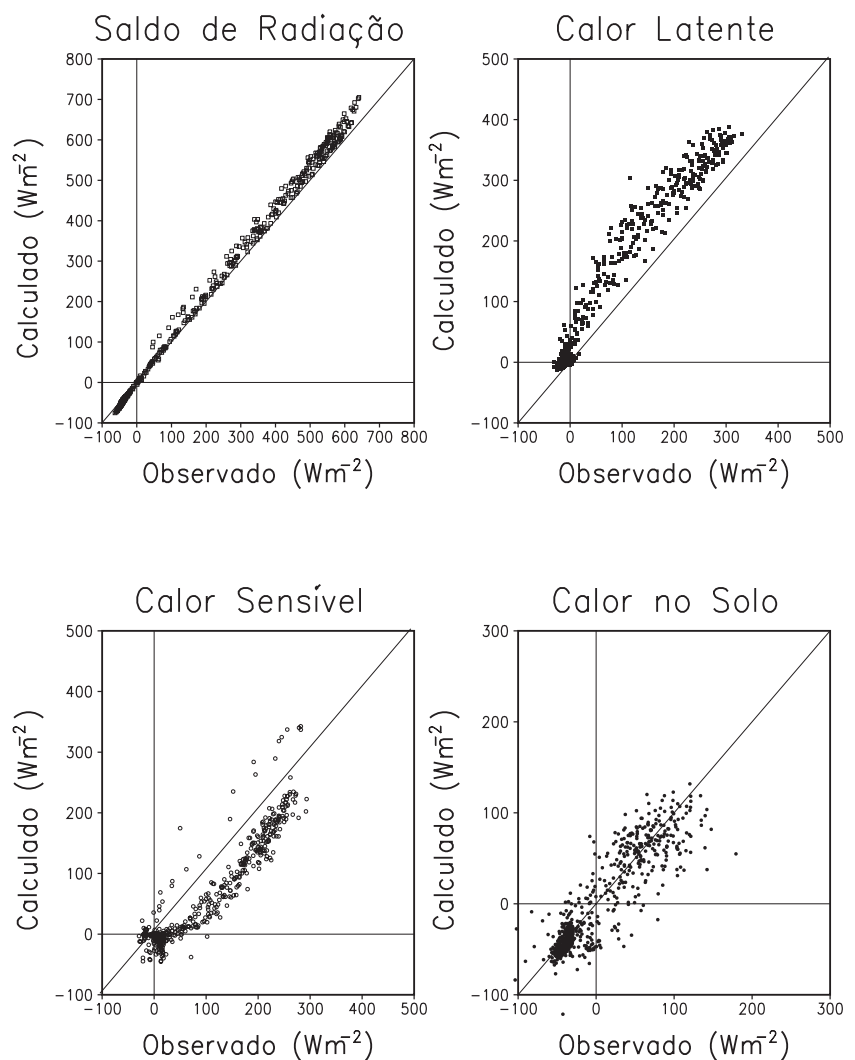 Saldo de Radiação
800
700
600
500
400
300
200
100
0
−100
−100 0 100 200 300 400 500 600 700 800
Calculado (Wm⁻²)
Observado (Wm⁻²)
Calor Latente
500
400
300
200
100
0
−100
−100 0 100 200 300 400 500
Calculado (Wm⁻²)
Observado (Wm⁻²)
Calor Sensível
500
400
300
200
100
0
−100
−100 0 100 200 300 400 500
Calculado (Wm⁻²)
Observado (Wm⁻²)
Calor no Solo
300
200
100
0
−100
−100 0 100 200 300
Calculado (Wm⁻²)
Observado (Wm⁻²)